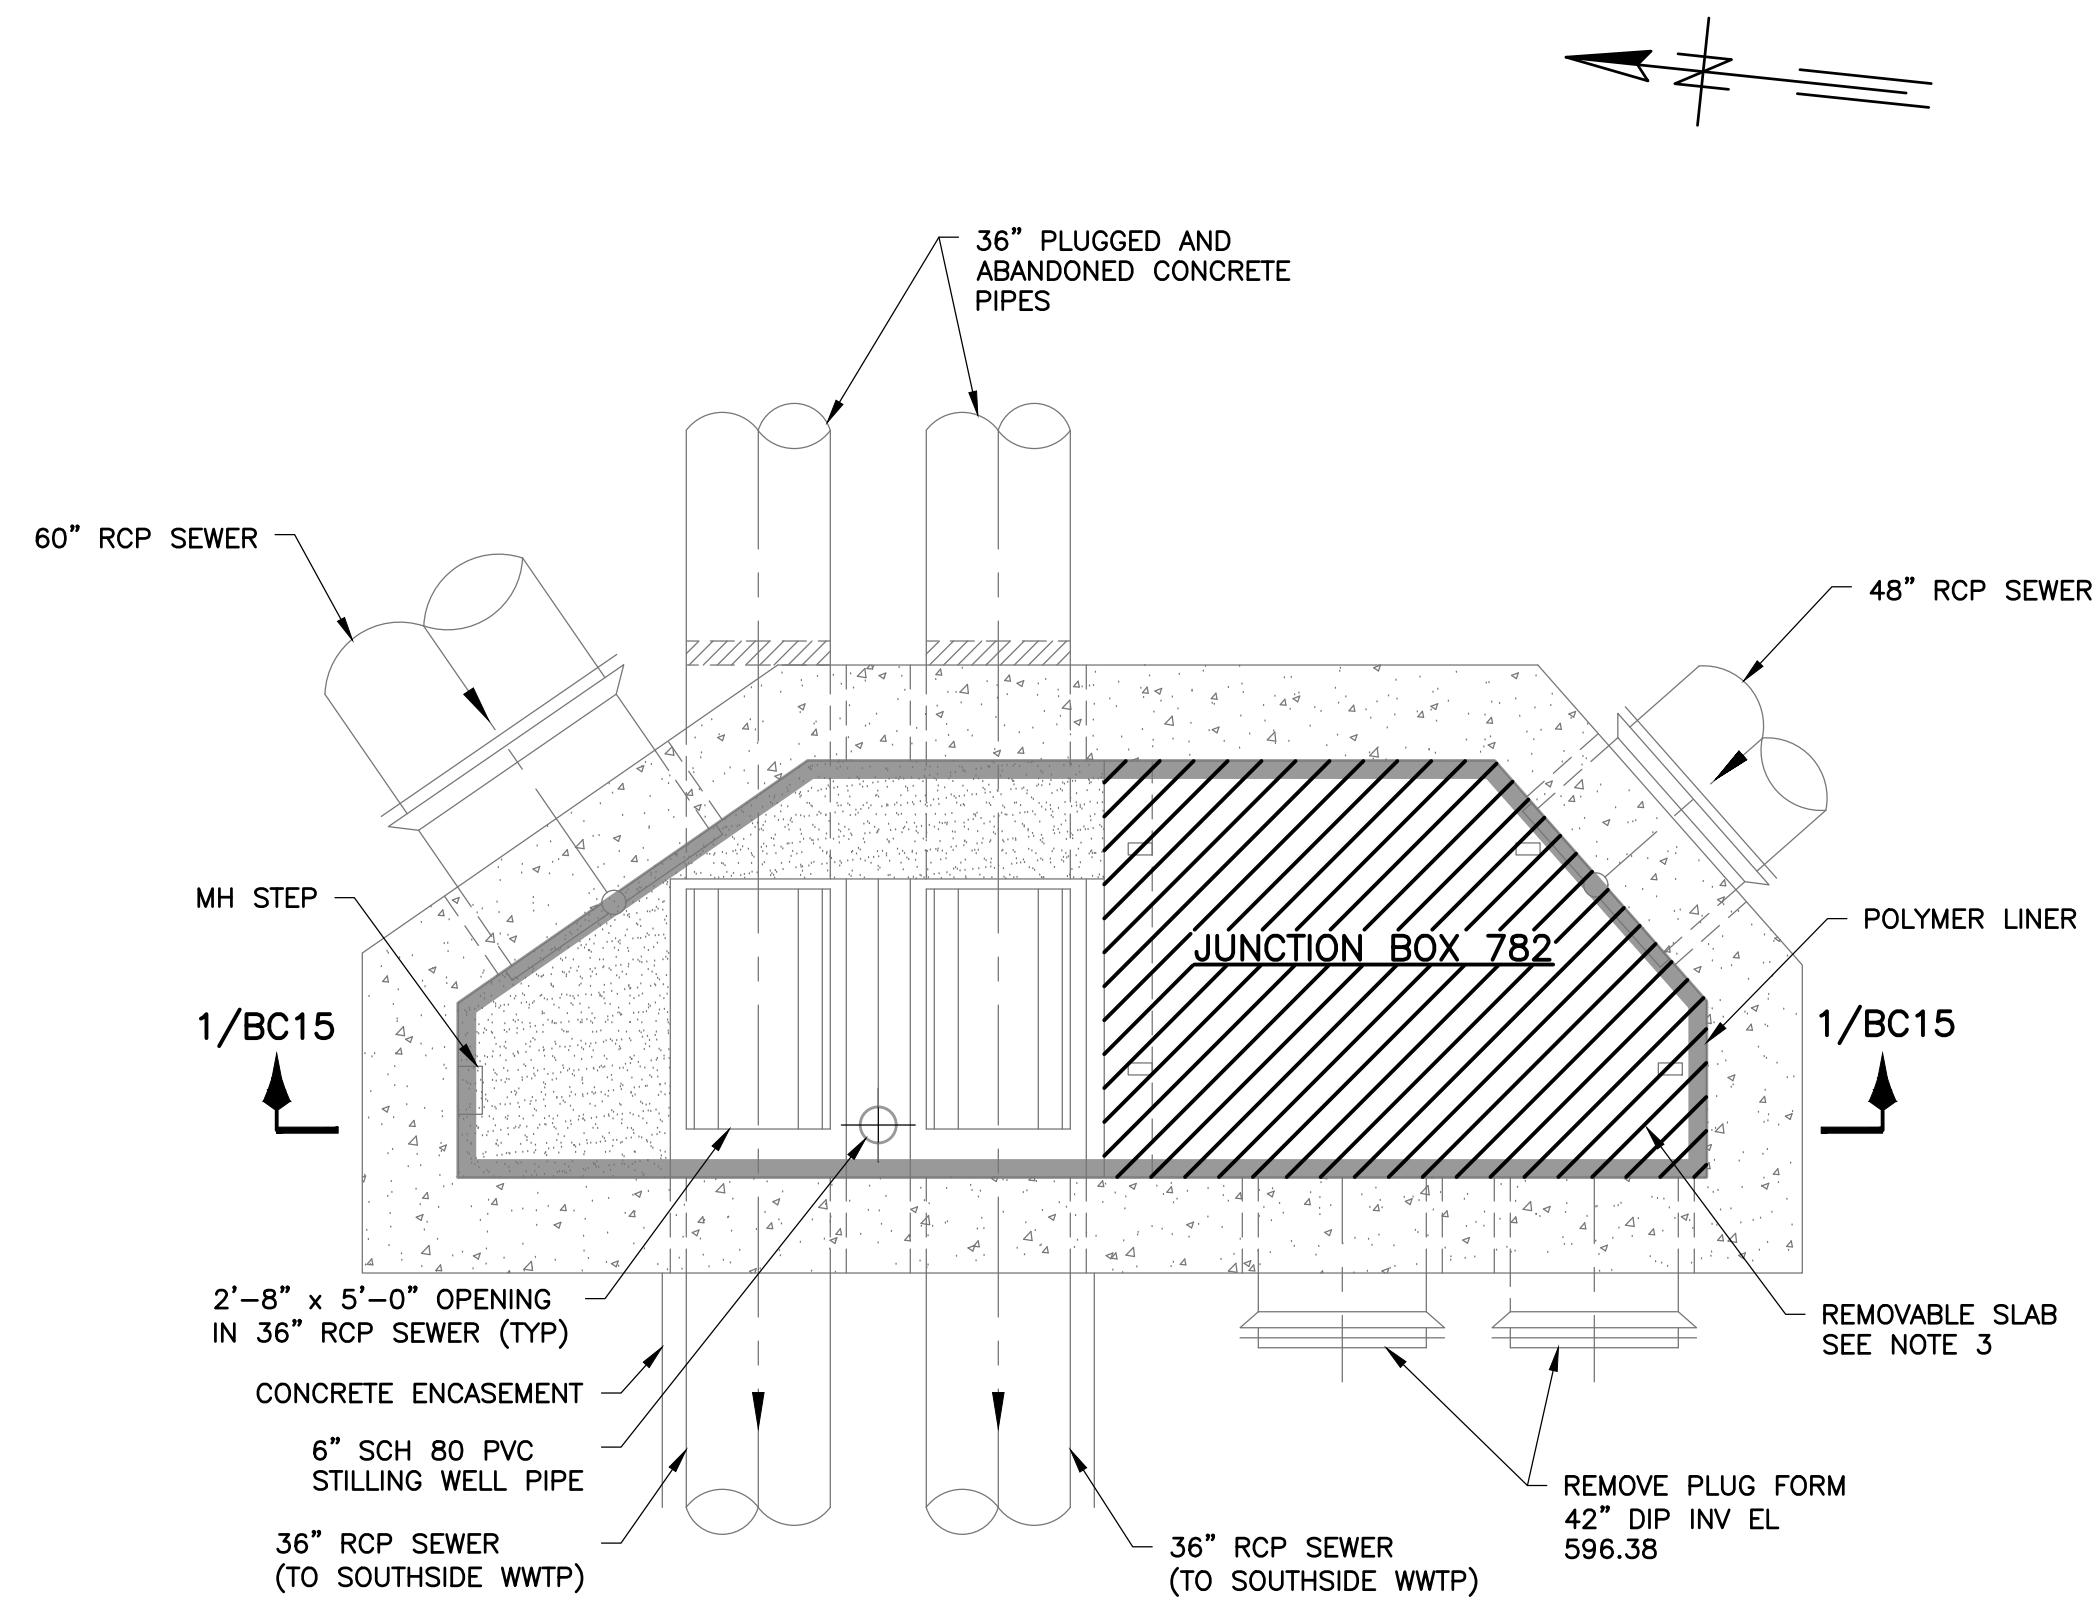 N
36” PLUGGED AND
ABANDONED CONCRETE
PIPES
60” RCP SEWER
48” RCP SEWER
MH STEP
POLYMER LINER
JUNCTION BOX 782
1/BC15
1/BC15
2’-8” x 5’-0” OPENING
IN 36” RCP SEWER (TYP)
REMOVABLE SLAB
SEE NOTE 3
CONCRETE ENCASEMENT
6” SCH 80 PVC
STILLING WELL PIPE
REMOVE PLUG FORM
42” DIP INV EL
596.38
36” RCP SEWER
(TO SOUTHSIDE WWTP)
36” RCP SEWER
(TO SOUTHSIDE WWTP)